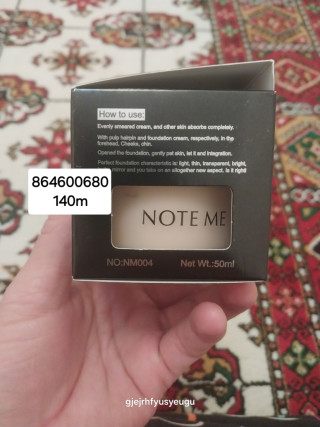 How to use:
Evenly smeared cream, and other skin absorbs completely.
With pulp hairpin and foundation cream, respectively, in the
forehead, Cheeks, chin.
Opened the foundation, gently pat skin, let it and integration.
Perfect foundation characteristic is: light, thin, transparent, bright,
and you take on an altogether new aspect. Is it right!
864600680
140m
NOTE ME
NO:NM004
Net Wt.:50ml
gjejrhfyusyeugu